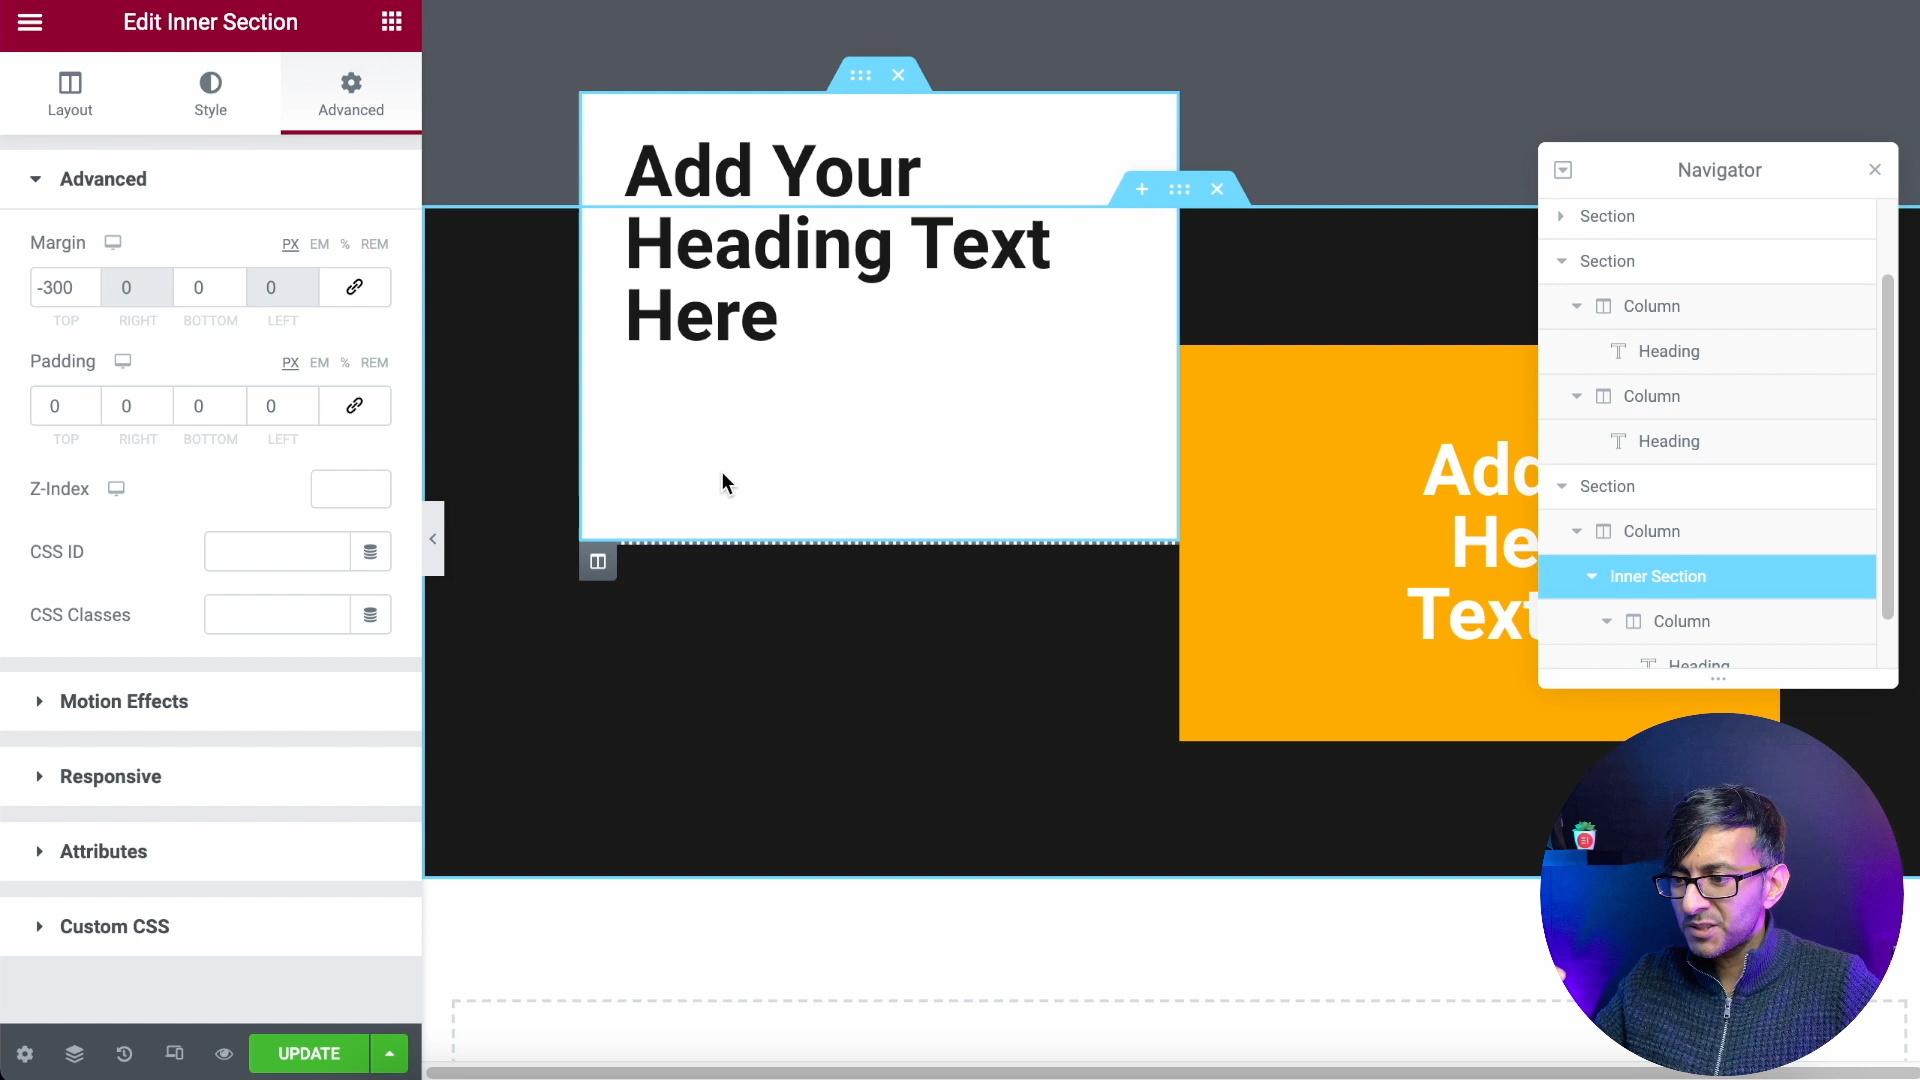 Edit Inner Section
Layout
Style
Advanced
Advanced
Margin
PX EM % REM
-300 0 0 0
TOP RIGHT BOTTOM LEFT
Padding
PX EM % REM
0 0 0 0
TOP RIGHT BOTTOM LEFT
Z-Index
CSS ID
CSS Classes
Motion Effects
Responsive
Attributes
Custom CSS
UPDATE
Add Your
Heading Text
Here
Add
He
Text
Navigator
Section
Section
Column
Heading
Column
Heading
Section
Column
Inner Section
Column
Heading